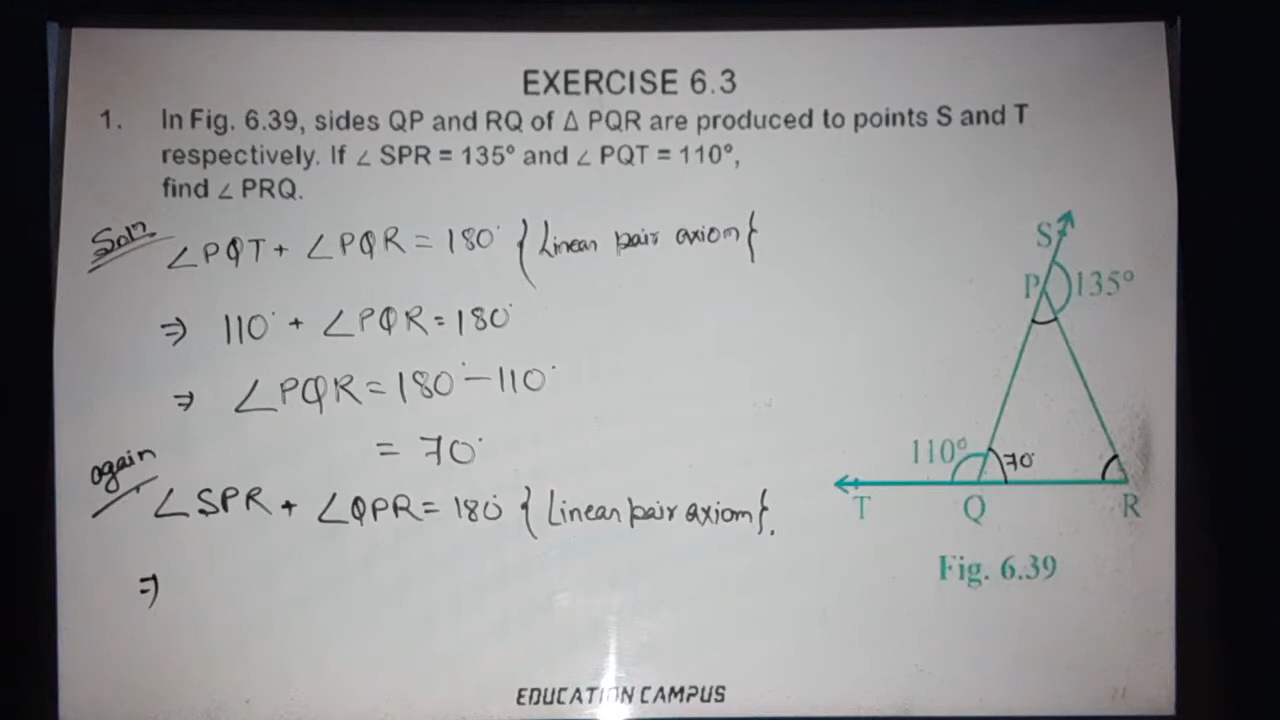 EXERCISE 6.3
1. In Fig. 6.39, sides QP and RQ of Δ PQR are produced to points S and T
respectively. If ∠ SPR = 135° and ∠ PQT = 110°,
find ∠ PRQ.
Soln
∠PQT + ∠PQR = 180° {Linear pair axiom}
⇒ 110° + ∠PQR = 180°
⇒ ∠PQR = 180° - 110°
= 70°
again
∠SPR + ∠QPR = 180° {Linear pair axiom}.
⇒
S
P 135°
110° 70°
T Q R
Fig. 6.39
EDUCATION CAMPUS